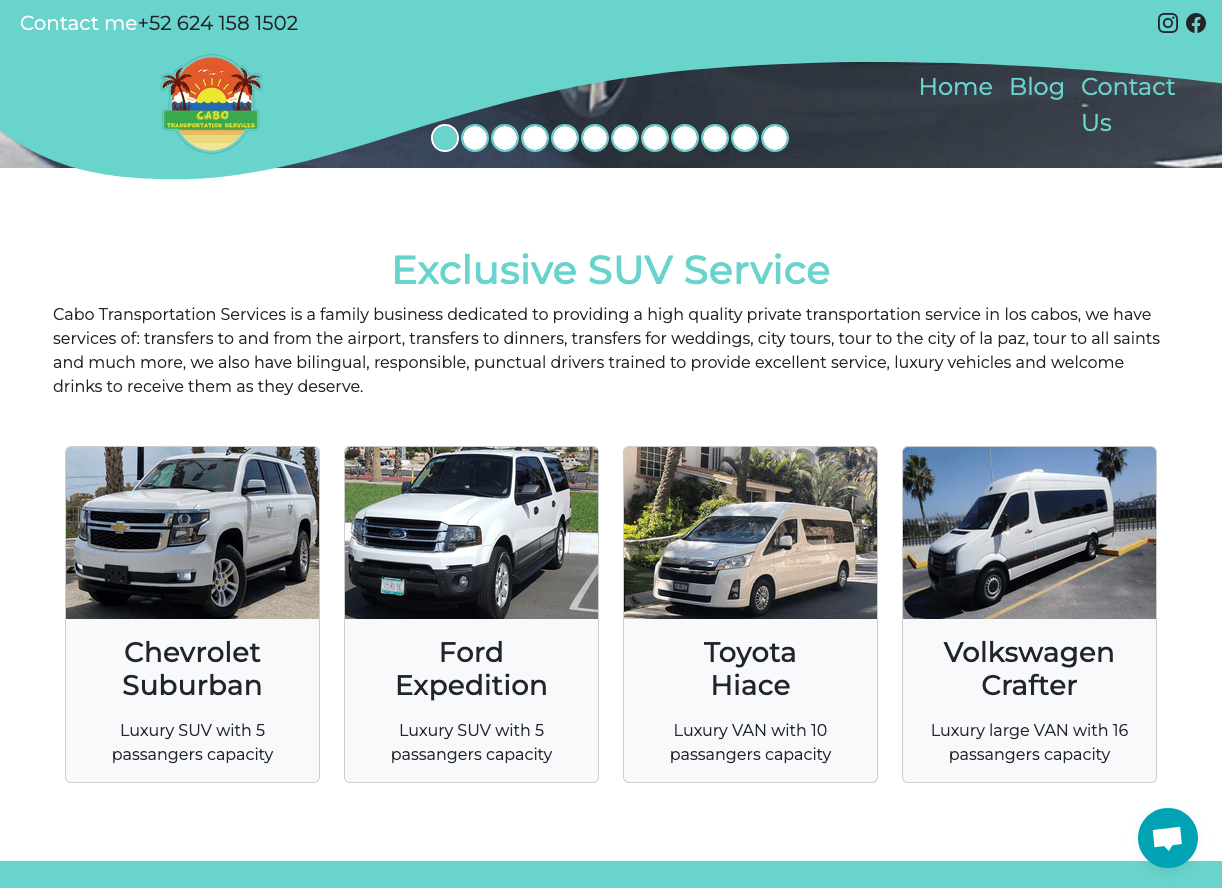 Contact me+52 624 158 1502
CABO
TRANSPORTATION SERVICES
Home Blog Contact
Us
Exclusive SUV Service
Cabo Transportation Services is a family business dedicated to providing a high quality private transportation service in los cabos, we have
services of: transfers to and from the airport, transfers to dinners, transfers for weddings, city tours, tour to the city of la paz, tour to all saints
and much more, we also have bilingual, responsible, punctual drivers trained to provide excellent service, luxury vehicles and welcome
drinks to receive them as they deserve.
Chevrolet
Suburban
Luxury SUV with 5
passangers capacity
Ford
Expedition
Luxury SUV with 5
passangers capacity
Toyota
Hiace
Luxury VAN with 10
passangers capacity
Volkswagen
Crafter
Luxury large VAN with 16
passangers capacity